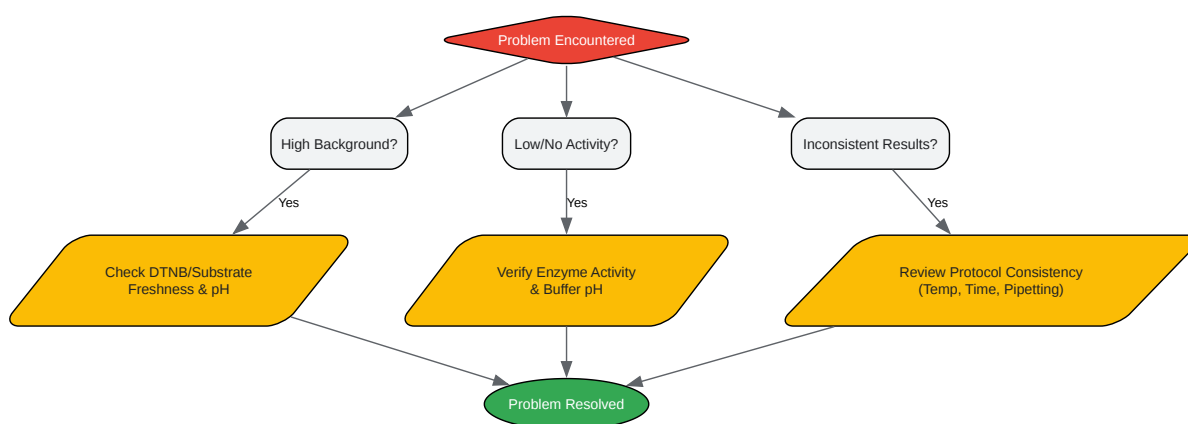 Problem Encountered
High Background?
Low/No Activity?
Inconsistent Results?
Yes
Yes
Yes
Check DTNB/Substrate
Freshness & pH
Verify Enzyme Activity
& Buffer pH
Review Protocol Consistency
(Temp, Time, Pipetting)
Problem Resolved